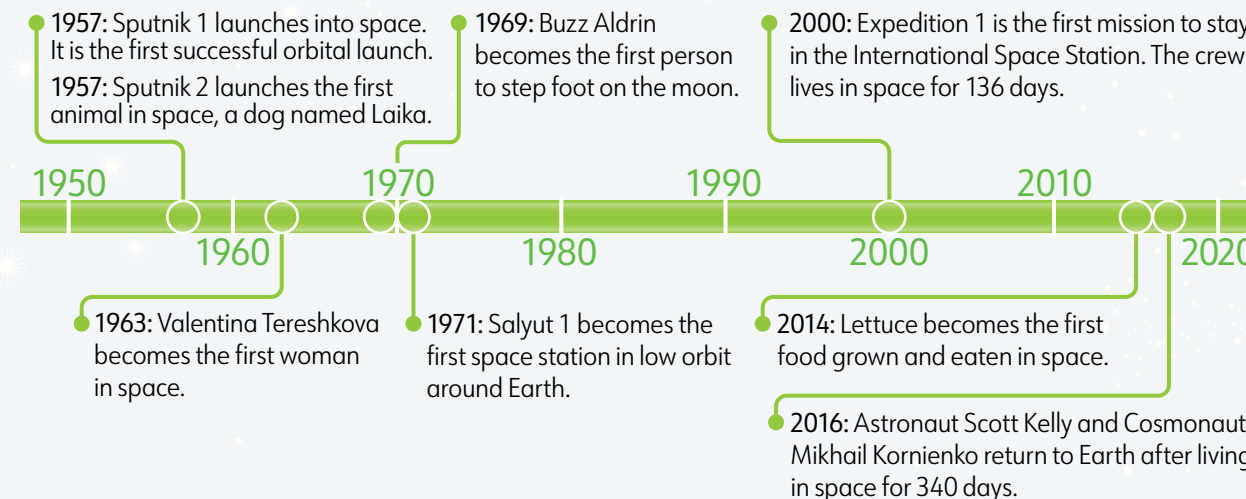 1957: Sputnik 1 launches into space.
It is the first successful orbital launch.
1957: Sputnik 2 launches the first
animal in space, a dog named Laika.
1969: Buzz Aldrin
becomes the first person
to step foot on the moon.
2000: Expedition 1 is the first mission to stay
in the International Space Station. The crew
lives in space for 136 days.
1950
1970
1990
2010
1960
1980
2000
2020
1963: Valentina Tereshkova
becomes the first woman
in space.
1971: Salyut 1 becomes the
first space station in low orbit
around Earth.
2014: Lettuce becomes the first
food grown and eaten in space.
2016: Astronaut Scott Kelly and Cosmonaut
Mikhail Kornienko return to Earth after living
in space for 340 days.